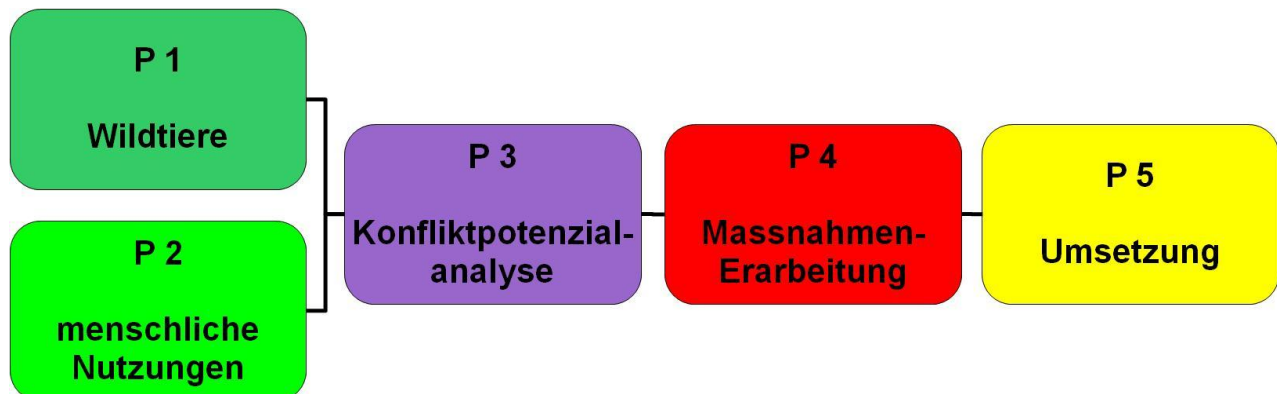 P 1
Wildtiere
P 2
menschliche
Nutzungen
P 3
Konfliktpotenzial-
analyse
P 4
Massnahmen-
Erarbeitung
P 5
Umsetzung